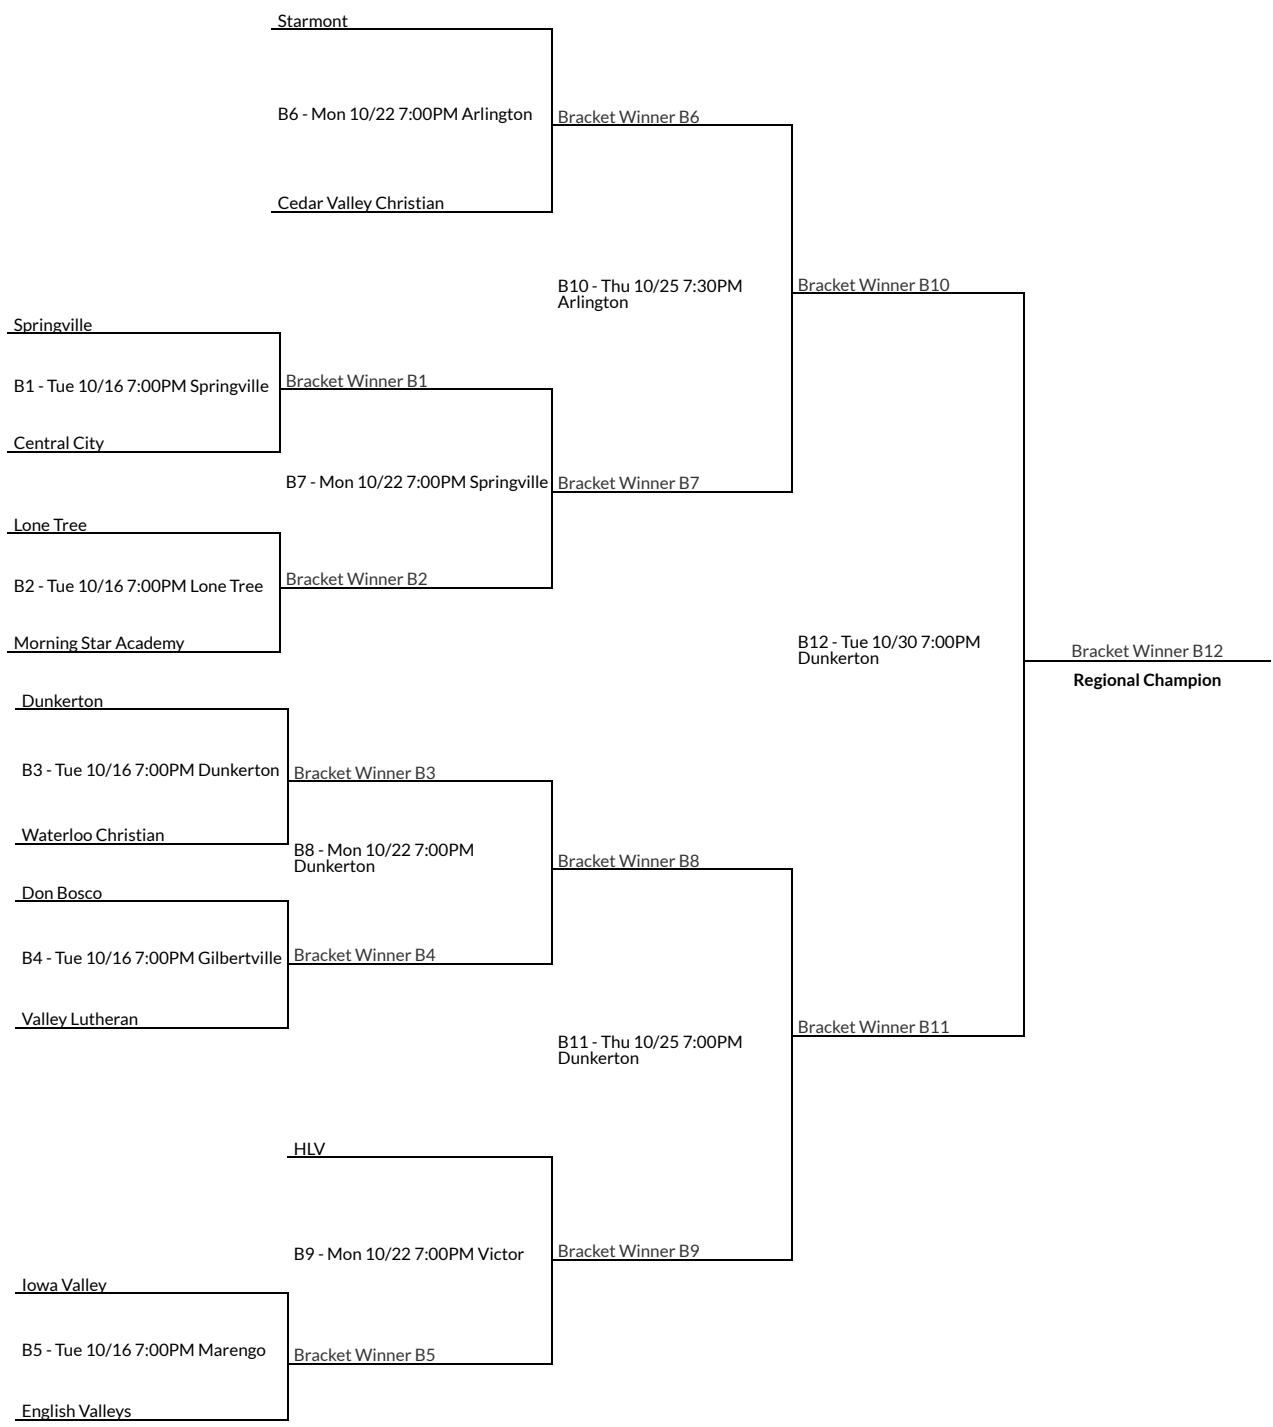 Starmont
B6 - Mon 10/22 7:00PM Arlington
Bracket Winner B6
Cedar Valley Christian
B10 - Thu 10/25 7:30PM
Arlington
Bracket Winner B10
Springville
B1 - Tue 10/16 7:00PM Springville
Bracket Winner B1
Central City
B7 - Mon 10/22 7:00PM Springville
Bracket Winner B7
Lone Tree
B2 - Tue 10/16 7:00PM Lone Tree
Bracket Winner B2
Morning Star Academy
B12 - Tue 10/30 7:00PM
Dunkerton
Bracket Winner B12
Regional Champion
Dunkerton
B3 - Tue 10/16 7:00PM Dunkerton
Bracket Winner B3
Waterloo Christian
B8 - Mon 10/22 7:00PM
Dunkerton
Bracket Winner B8
Don Bosco
B4 - Tue 10/16 7:00PM Gilbertville
Bracket Winner B4
Valley Lutheran
B11 - Thu 10/25 7:00PM
Dunkerton
Bracket Winner B11
HLV
B9 - Mon 10/22 7:00PM Victor
Bracket Winner B9
Iowa Valley
B5 - Tue 10/16 7:00PM Marengo
Bracket Winner B5
English Valleys